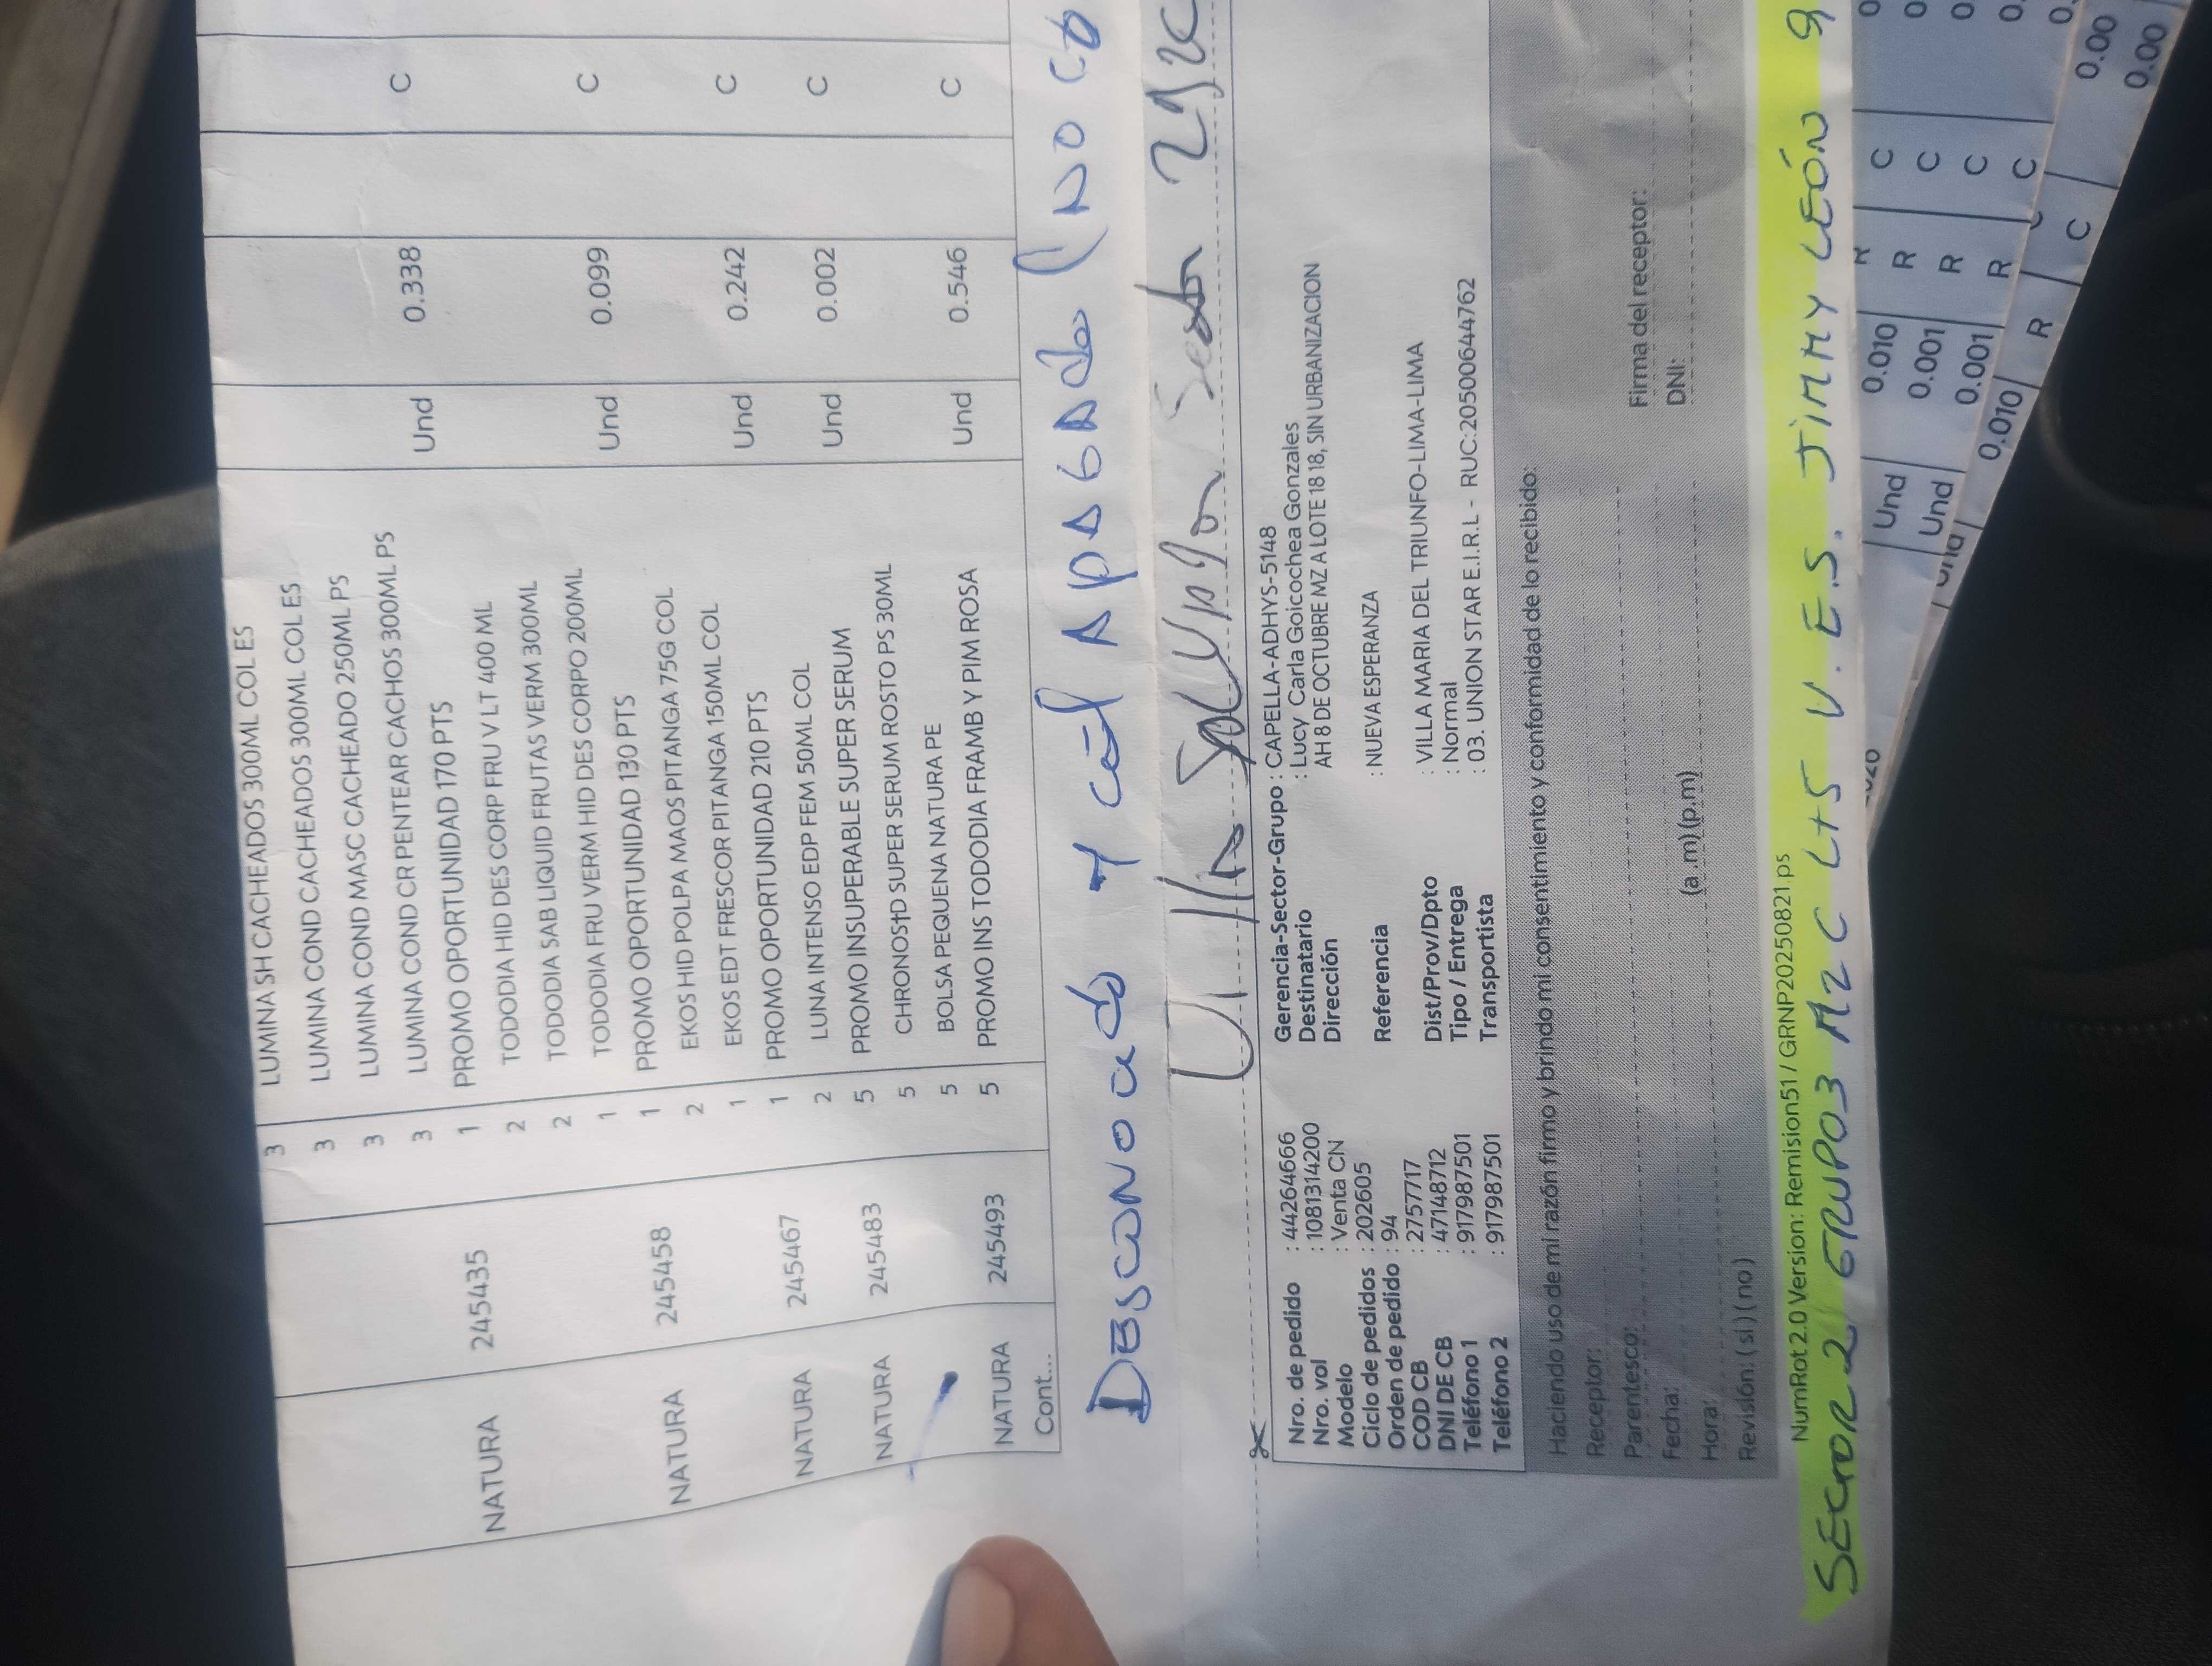 3 LUMINA SH CACHEADOS 300ML COL ES
3 LUMINA COND CACHEADOS 300ML COL ES
3 LUMINA COND MASC CACHEADO 250ML PS
3 LUMINA COND CR PENTEAR CACHOS 300ML PS
NATURA 245435 1 PROMO OPORTUNIDAD 170 PTS Und 0.338 C
2 TODODIA HID DES CORP FRU V LT 400 ML
2 TODODIA SAB LIQUID FRUTAS VERM 300ML
1 TODODIA FRU VERM HID DES CORPO 200ML
NATURA 245458 1 PROMO OPORTUNIDAD 130 PTS Und 0.099 C
2 EKOS HID POLPA MAOS PITANGA 75G COL
1 EKOS EDT FRESCOR PITANGA 150ML COL
NATURA 245467 1 PROMO OPORTUNIDAD 210 PTS Und 0.242 C
2 LUNA INTENSO EDP FEM 50ML COL
NATURA 245483 5 PROMO INSUPERABLE SUPER SERUM Und 0.002 C
5 CHRONOS+D SUPER SERUM ROSTO PS 30ML
5 BOLSA PEQUENA NATURA PE
NATURA 245493 5 PROMO INS TODODIA FRAMB Y PIM ROSA Und 0.546 C
Cont...
Desconocado y cel Apagado (No
Villa Salvador Sector 2
Nro. de pedido : 442646666
Nro. vol : 1081314200
Modelo : Venta CN
Ciclo de pedidos : 202605
Orden de pedido : 94
COD CB : 2757717
DNI DE CB : 47148712
Teléfono 1 : 917987501
Teléfono 2 : 917987501
Gerencia-Sector-Grupo : CAPELLA-ADHYS-5148
Destinatario : Lucy Carla Goicochea Gonzales
Dirección AH 8 DE OCTUBRE MZ A LOTE 18 18, SIN URBANIZACION
Referencia : NUEVA ESPERANZA
Dist/Prov/Dpto : VILLA MARIA DEL TRIUNFO-LIMA-LIMA
Tipo / Entrega : Normal
Transportista : 03. UNION STAR E.I.R.L - RUC:20500644762
Haciendo uso de mi razón firmo y brindo mi consentimiento y conformidad de lo recibido:
Receptor:
Parentesco:
Fecha:
Hora: (a.m)(p.m)
Revisión: (si) (no)
Firma del receptor:
DNI:
NumRot 2.0 Version: Remision51 / GRNP20250821.ps
SECTOR 2 GRUPO3 MZ C Lt 5 V.E.S. JIMMY LEÓN 9
Und 0.010 R C
Und 0.001 R C
0.001 R C
0.010 R C
0.00
0.00